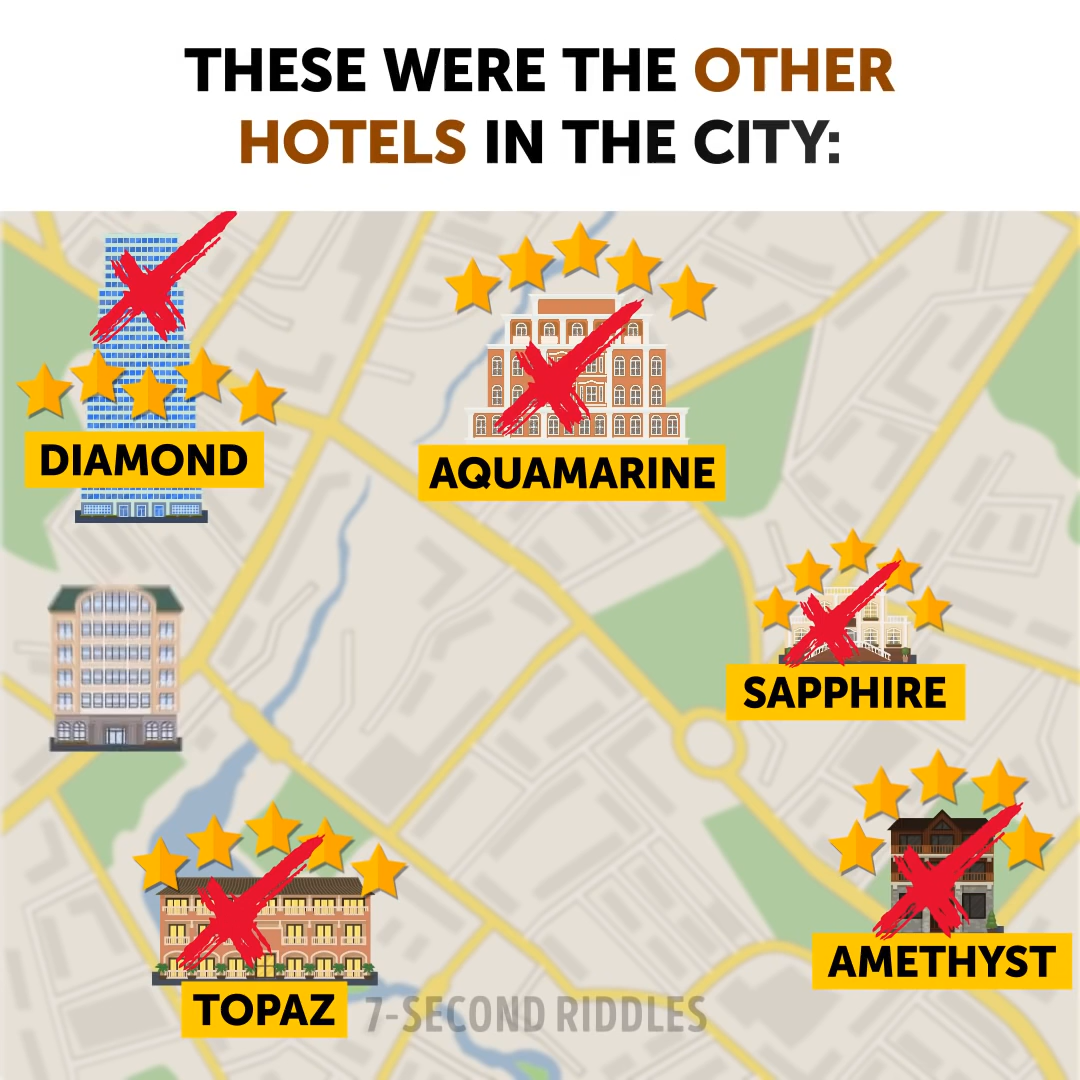 THESE WERE THE OTHER
HOTELS IN THE CITY:
DIAMOND
AQUAMARINE
SAPPHIRE
AMETHYST
TOPAZ
7-SECOND RIDDLES